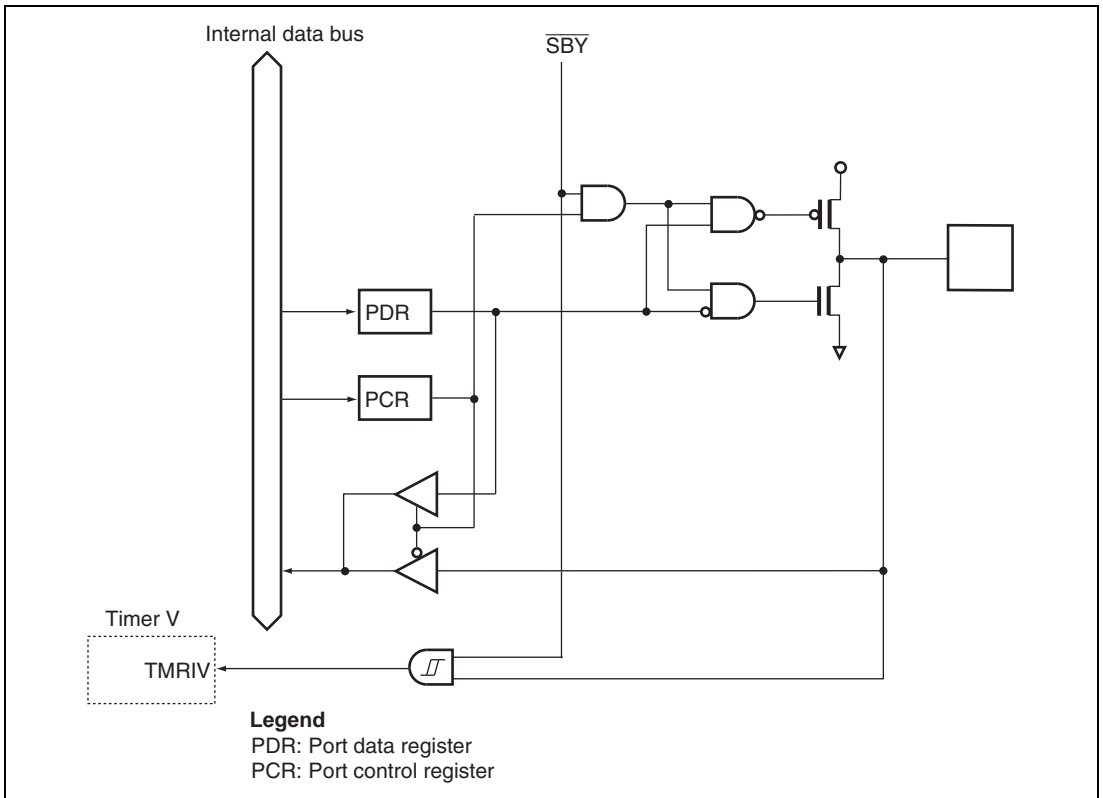 Internal data bus
SBY
PDR
PCR
Timer V
TMRIV
Legend
PDR: Port data register
PCR: Port control register